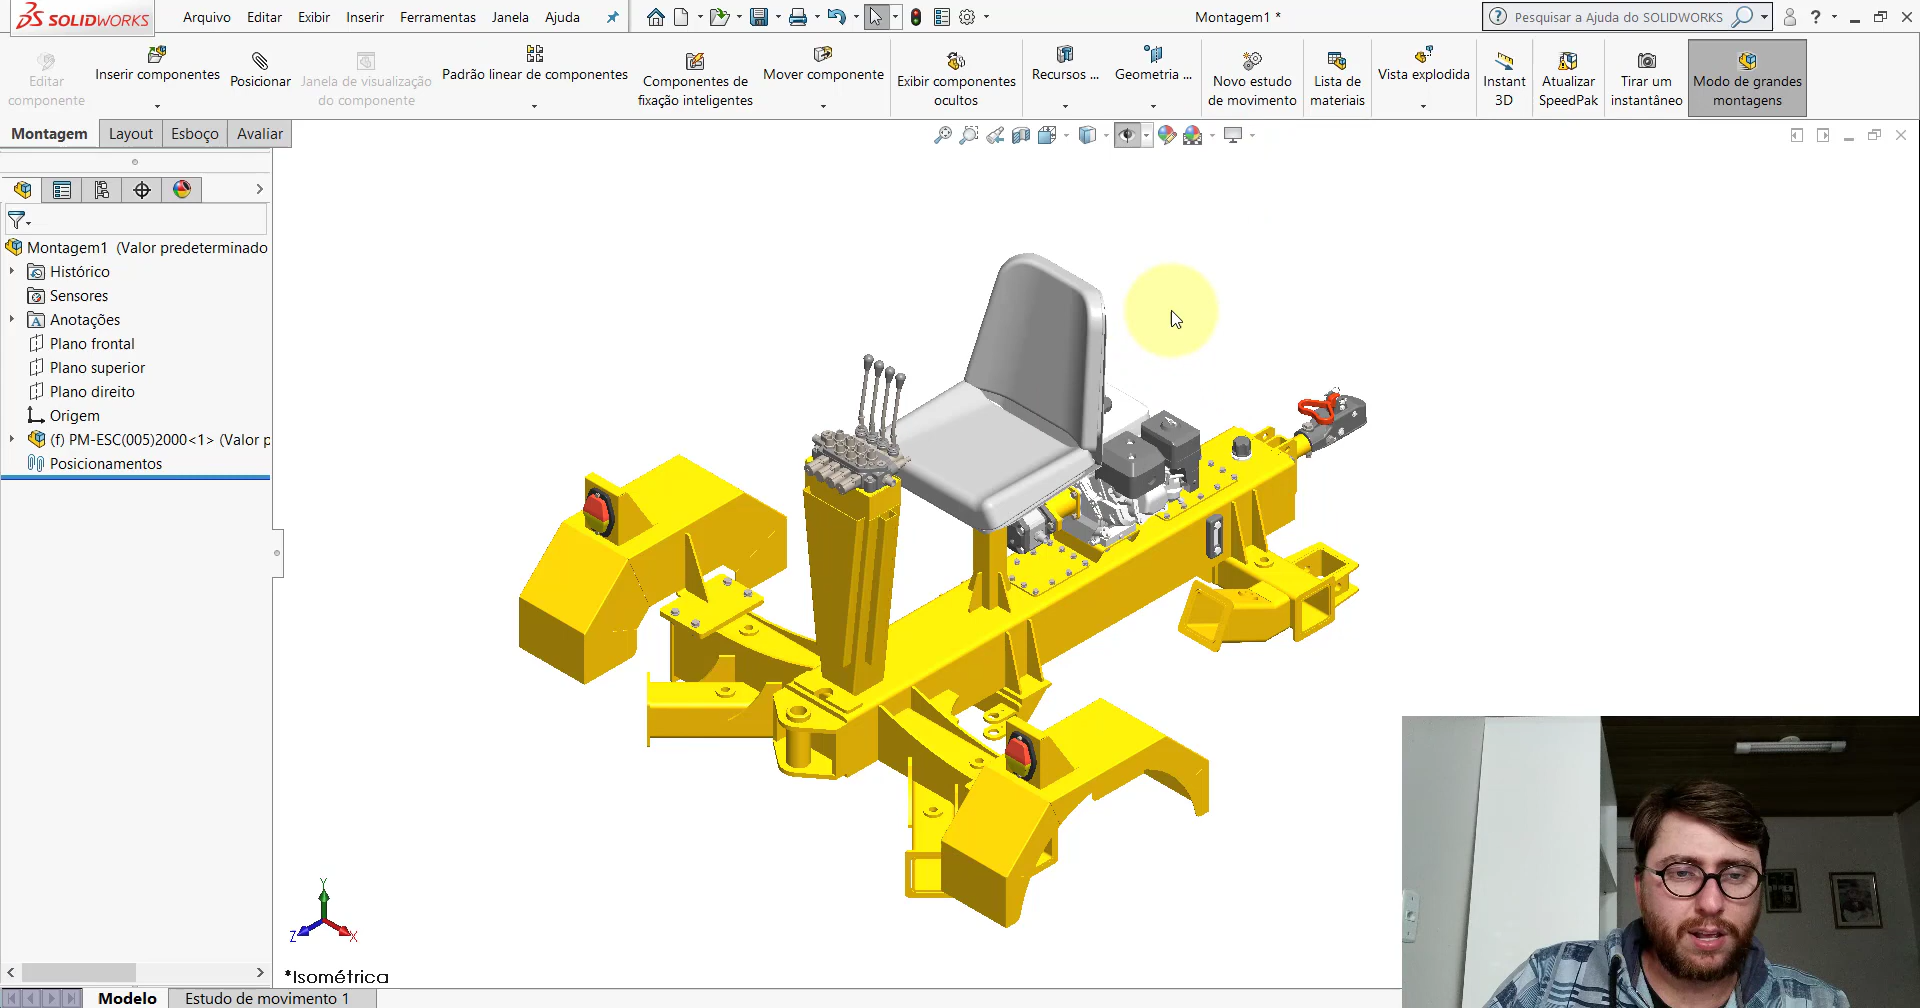 SOLIDWORKS
Arquivo Editar Exibir Inserir Ferramentas Janela Ajuda
Montagem1 *
Pesquisar a Ajuda do SOLIDWORKS
Editar componente
Inserir componentes
Posicionar
Janela de visualização do componente
Padrão linear de componentes
Componentes de fixação inteligentes
Mover componente
Exibir componentes ocultos
Recursos ...
Geometria ...
Novo estudo de movimento
Lista de materiais
Vista explodida
Instant 3D
Atualizar SpeedPak
Tirar um instantâneo
Modo de grandes montagens
Montagem Layout Esboço Avaliar
Montagem1 (Valor predeterminado
Histórico
Sensores
Anotações
Plano frontal
Plano superior
Plano direito
Origem
(f) PM-ESC(005)2000<1> (Valor p
Posicionamentos
Y
Z X
*Isométrica
Modelo Estudo de movimento 1